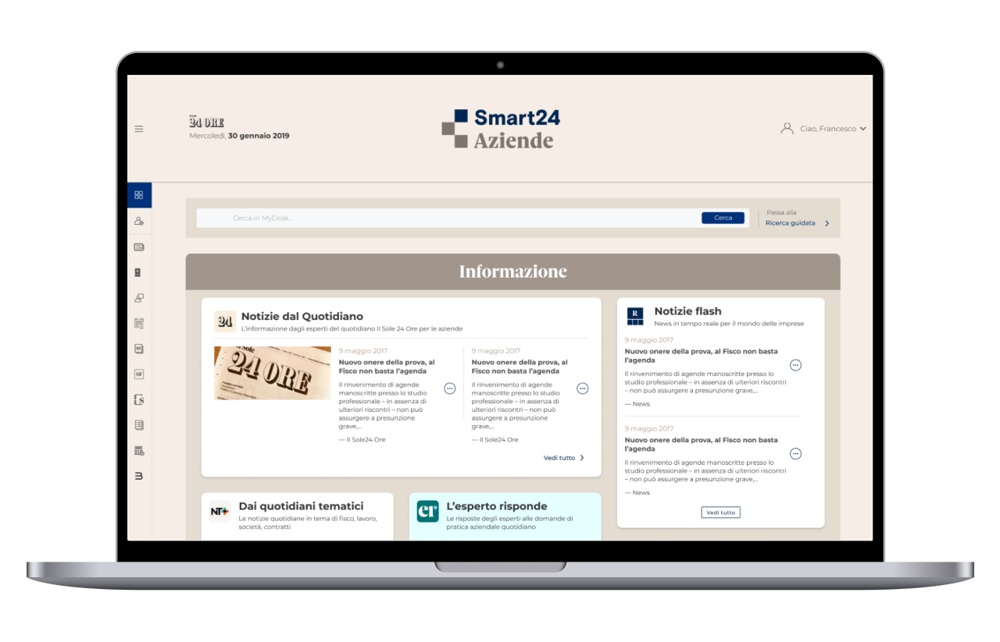 24 ORE
Mercoledì, 30 gennaio 2019
Smart24
Aziende
Ciao, Francesco
Cerca in MyDesk...
Cerca
Passa alla
Ricerca guidata
Informazione
24
Notizie dal Quotidiano
L'informazione dagli esperti del quotidiano Il Sole 24 Ore per le aziende
Sole
24 ORE
9 maggio 2017
Nuovo onere della prova, al
Fisco non basta l'agenda
Il rinvenimento di agende
manoscritte presso lo studio
professionale – in assenza di
ulteriori riscontri – non può
assurgere a presunzione
grave,...
— Il Sole24 Ore
9 maggio 2017
Nuovo onere della prova, al
Fisco non basta l'agenda
Il rinvenimento di agende
manoscritte presso lo studio
professionale – in assenza di
ulteriori riscontri – non può
assurgere a presunzione
grave,...
— Il Sole24 Ore
Vedi tutto
R
Notizie flash
News in tempo reale per il mondo delle imprese
9 maggio 2017
Nuovo onere della prova, al Fisco non basta
l'agenda
Il rinvenimento di agende manoscritte presso lo
studio professionale – in assenza di ulteriori riscontri
– non può assurgere a presunzione grave,...
— News
9 maggio 2017
Nuovo onere della prova, al Fisco non basta
l'agenda
Il rinvenimento di agende manoscritte presso lo
studio professionale – in assenza di ulteriori riscontri
– non può assurgere a presunzione grave,...
— News
Vedi tutto
NT+
Dai quotidiani tematici
Le notizie quotidiane in tema di fisco, lavoro,
società, contratti
er
L'esperto risponde
Le risposte degli esperti alle domande di
pratica aziendale quotidiano
SF